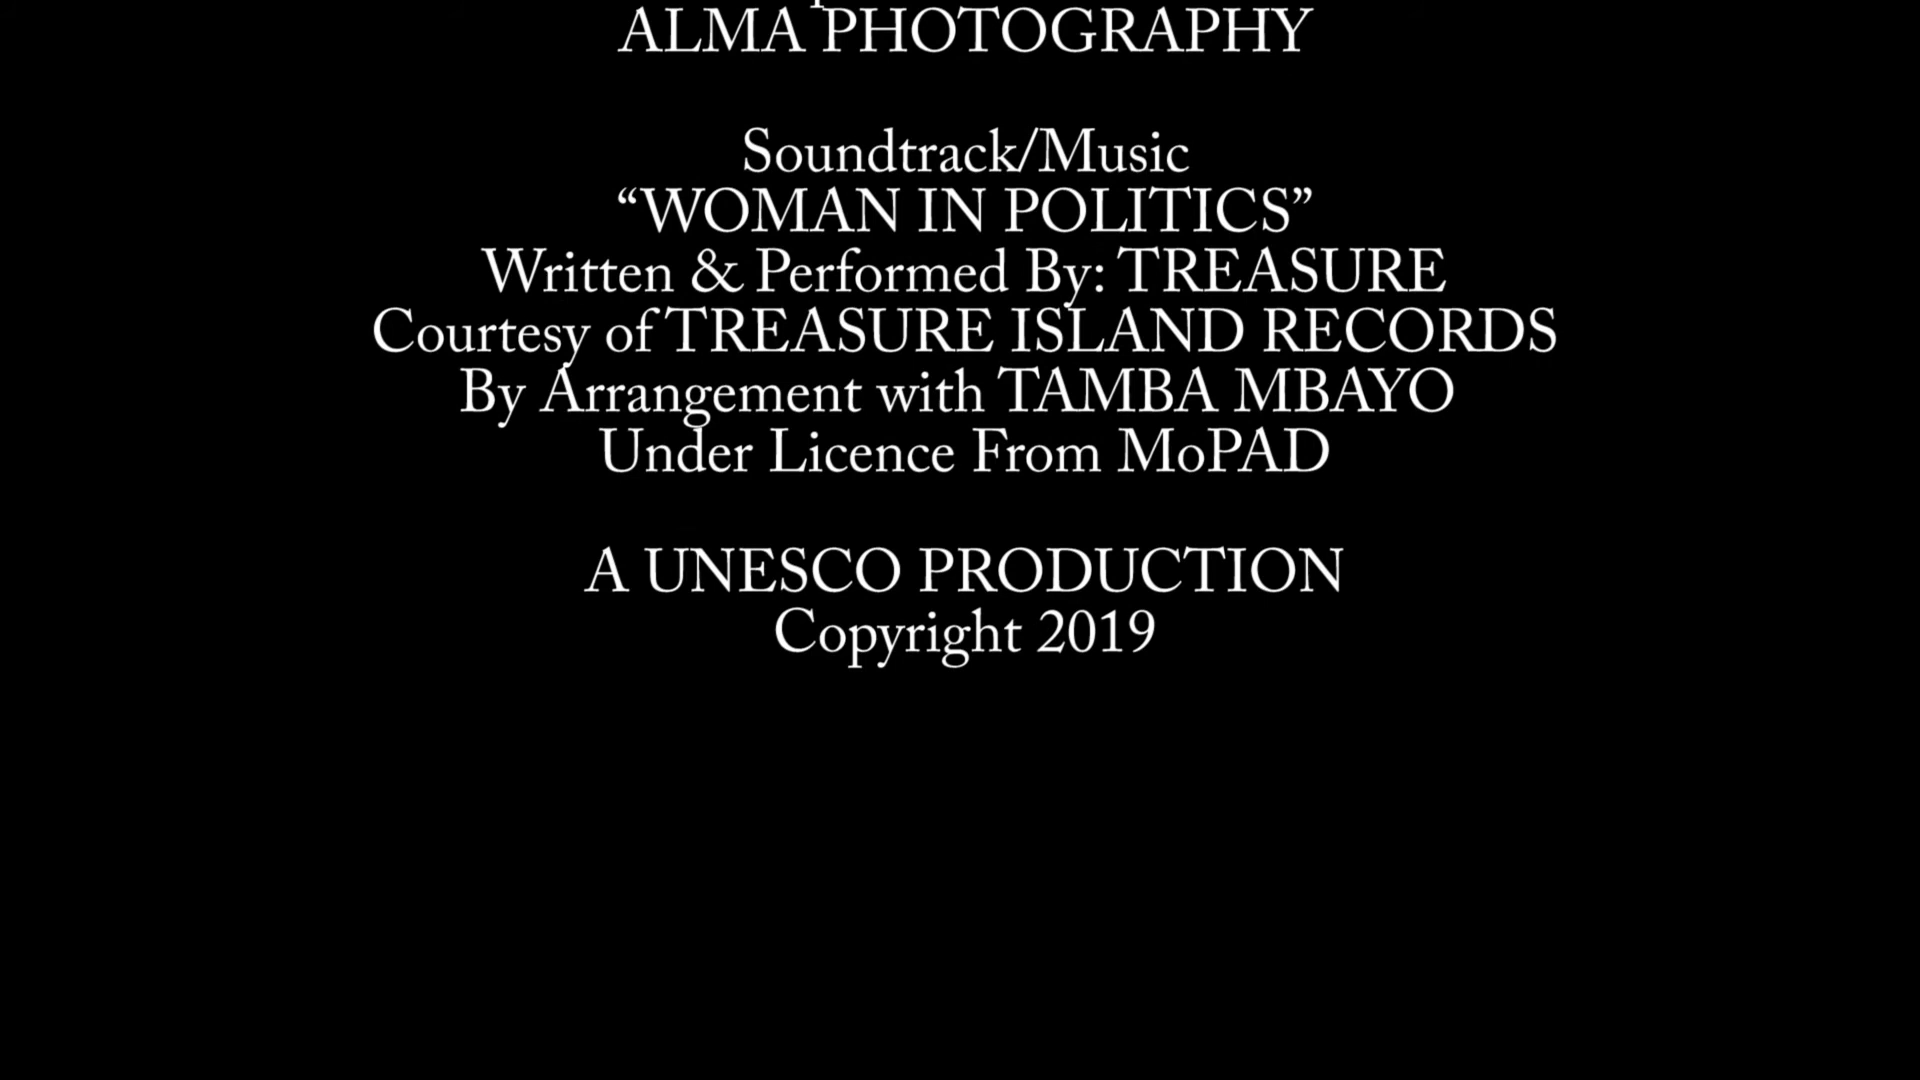 ALMA PHOTOGRAPHY
Soundtrack/Music
“WOMAN IN POLITICS”
Written & Performed By: TREASURE
Courtesy of TREASURE ISLAND RECORDS
By Arrangement with TAMBA MBAYO
Under Licence From MoPAD
A UNESCO PRODUCTION
Copyright 2019